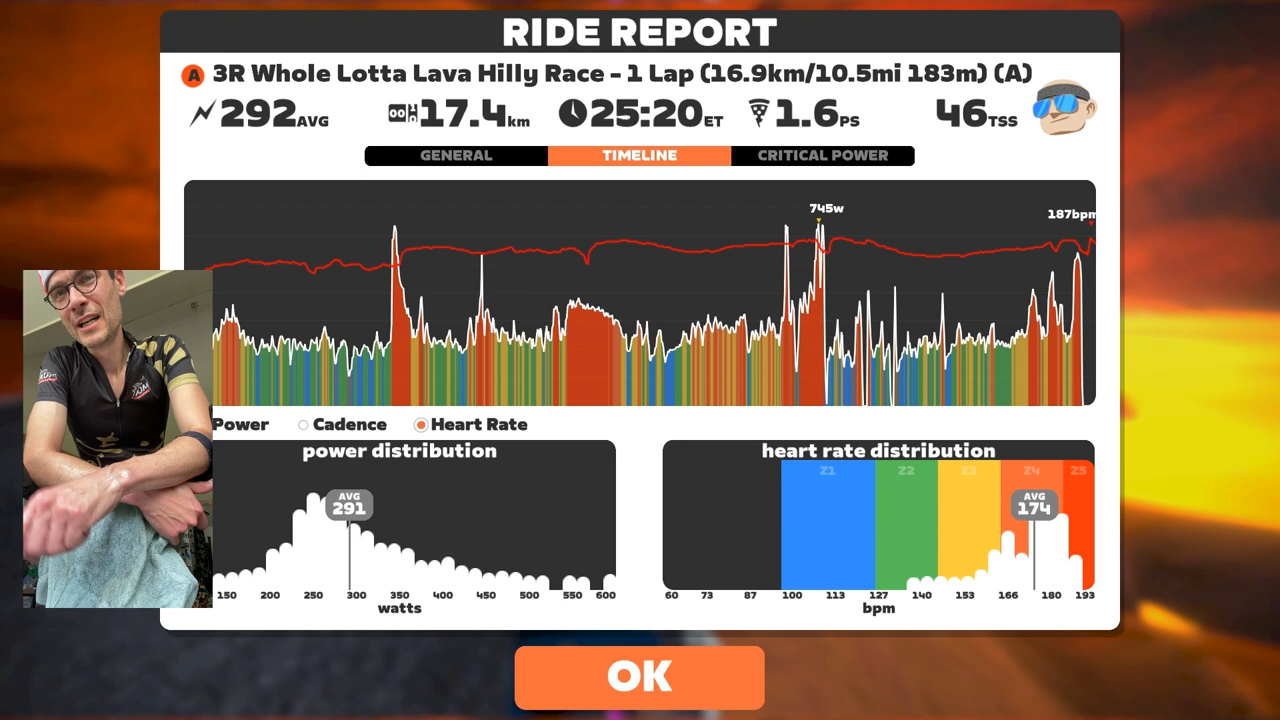 RIDE REPORT
A 3R Whole Lotta Lava Hilly Race - 1 Lap (16.9km/10.5mi 183m) (A)
292AVG 17.4km 25:20ET 1.6PS 46TSS
GENERAL TIMELINE CRITICAL POWER
745w
187bpm
Power Cadence Heart Rate
power distribution
AVG
291
150 200 250 300 350 400 450 500 550 600
watts
heart rate distribution
Z1 Z2 Z3 Z4 Z5
AVG
174
60 73 87 100 113 127 140 153 166 180 193
bpm
OK